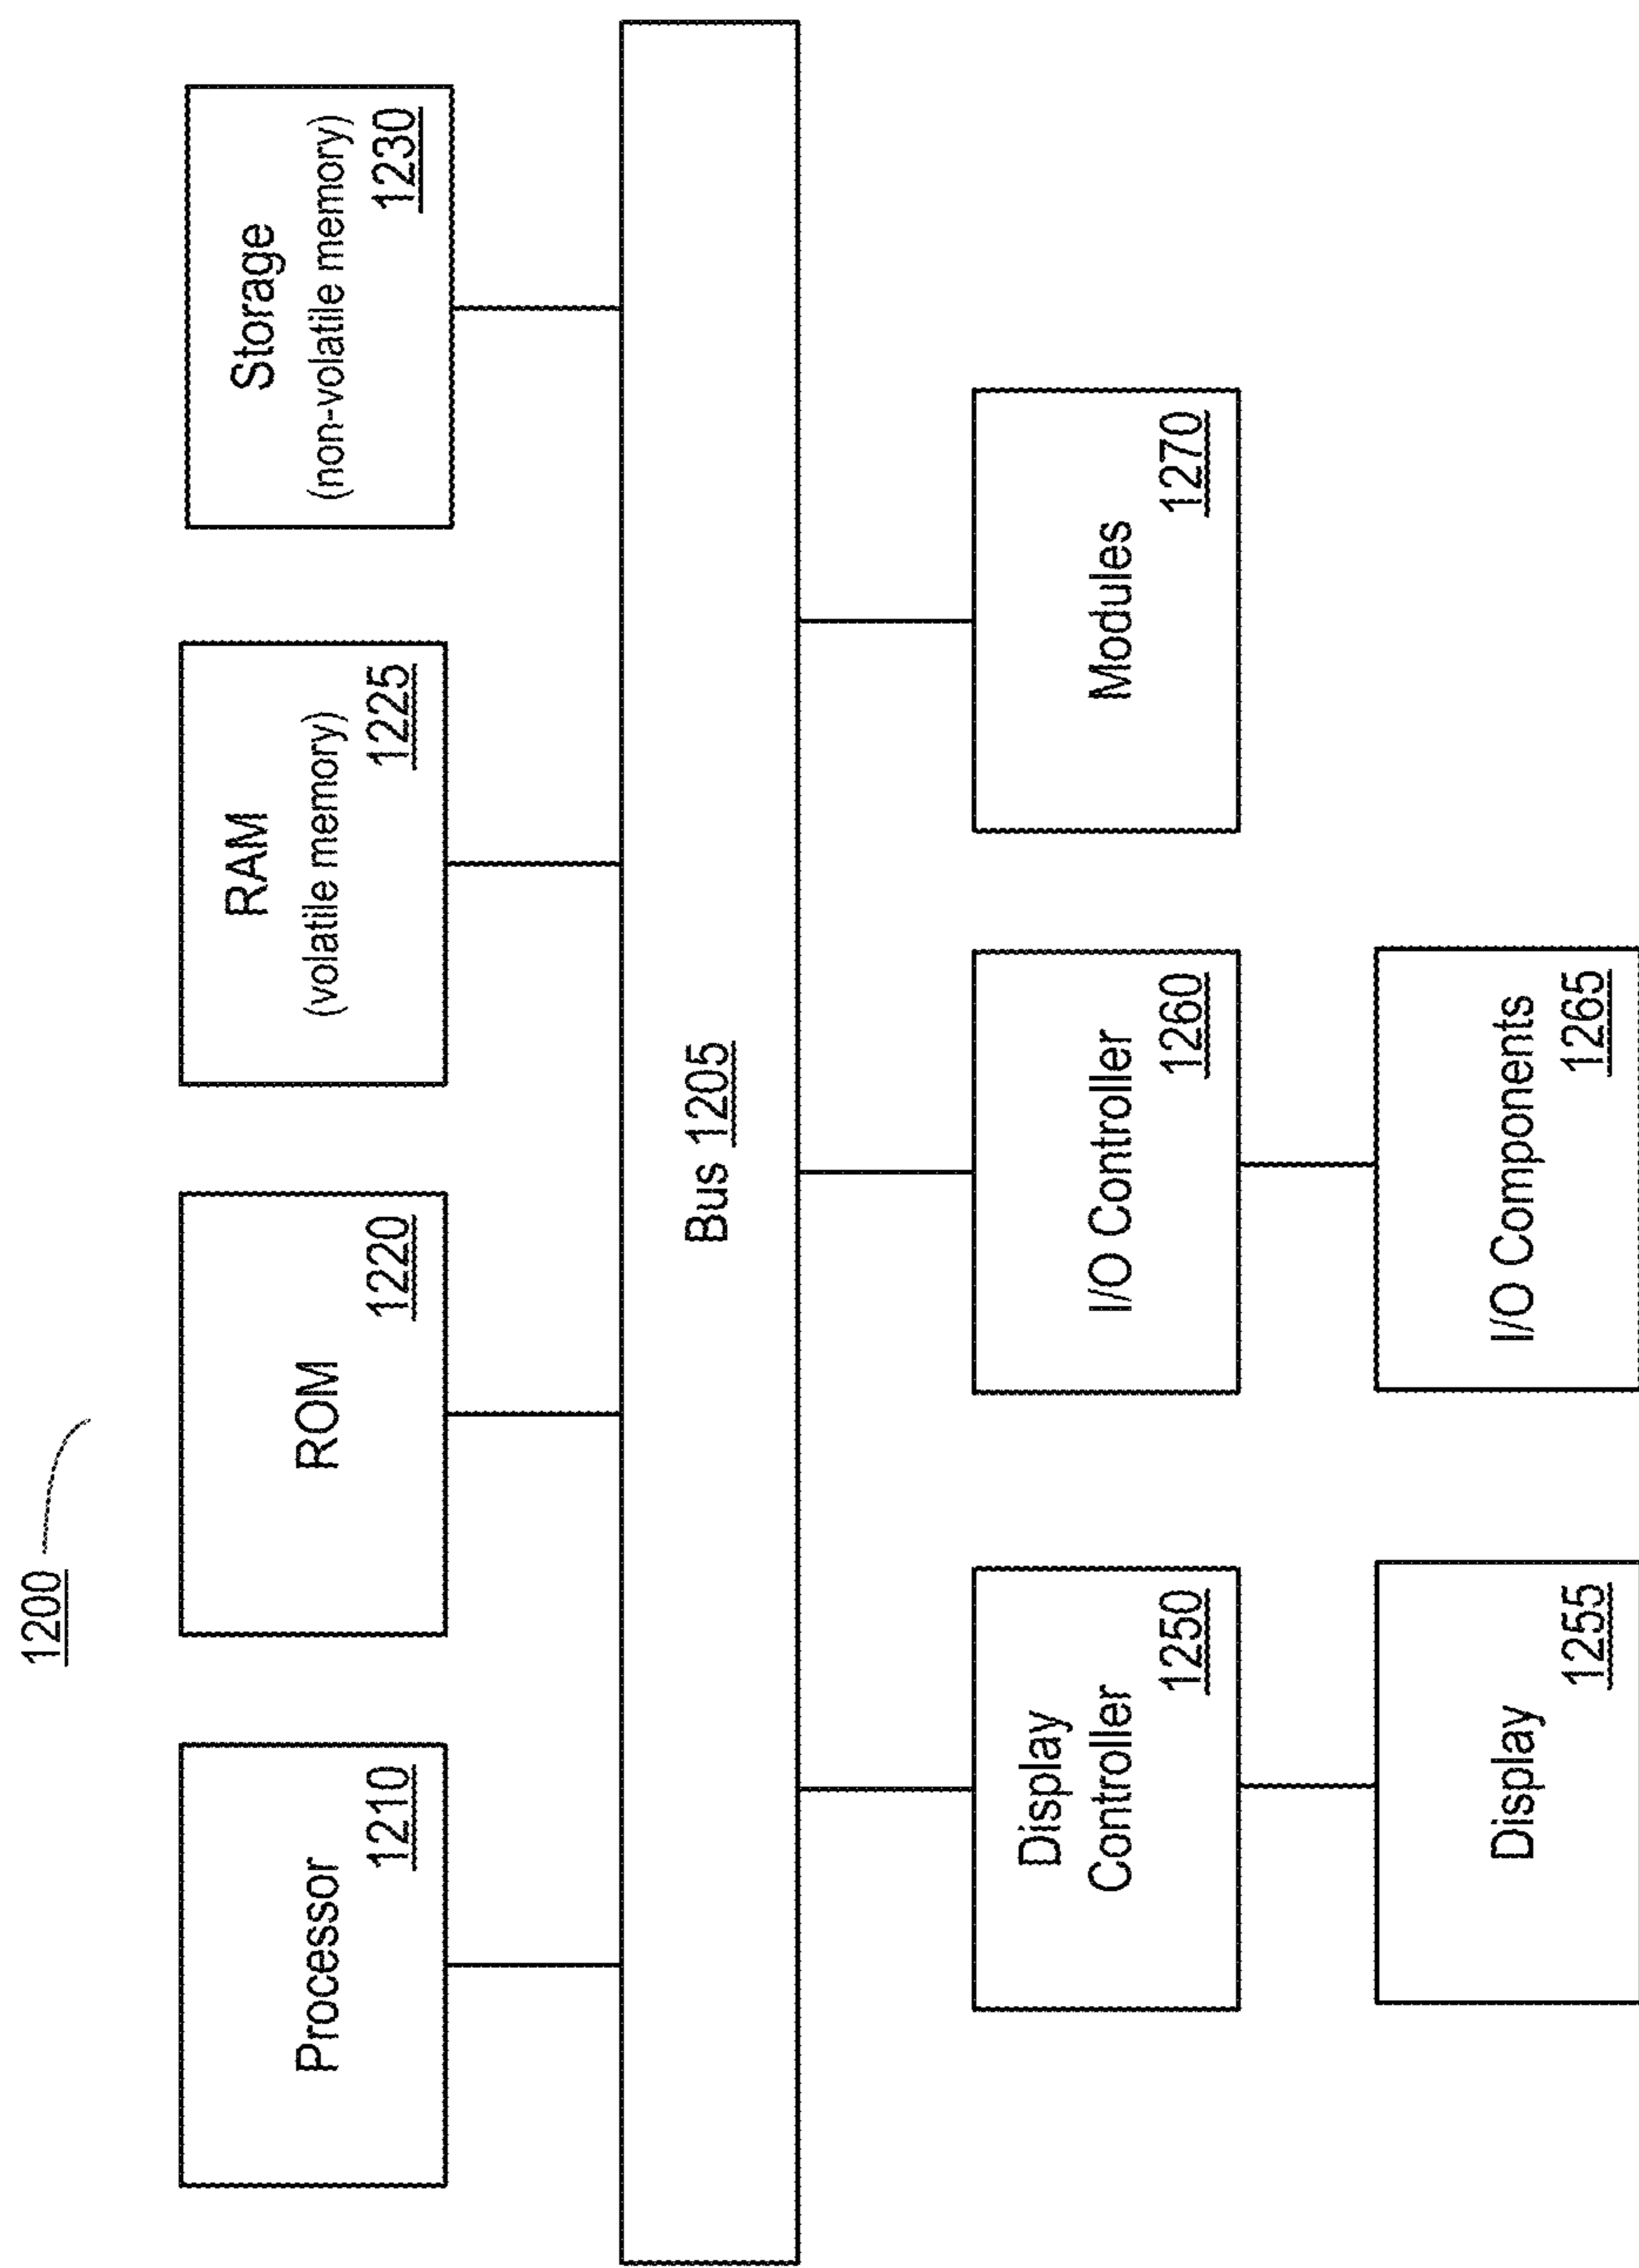 1200
Processor
1210
ROM
1220
RAM
(volatile memory)
1225
Storage
(non-volatile memory)
1230
Bus 1205
Display
Controller
1250
I/O Controller
1260
Modules
1270
Display
1255
I/O Components
1265